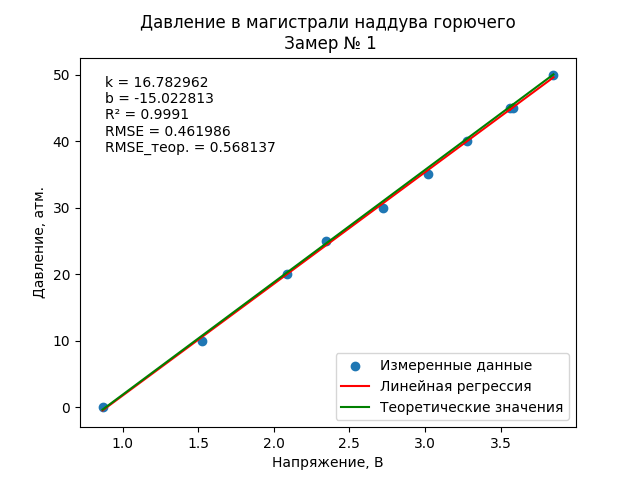 Давление в магистрали наддува горючего
Замер № 1
k = 16.782962
b = -15.022813
R² = 0.9991
RMSE = 0.461986
RMSE_теор. = 0.568137
Давление, атм.
50
40
30
20
10
0
Измеренные данные
Линейная регрессия
Теоретические значения
1.0 1.5 2.0 2.5 3.0 3.5
Напряжение, В